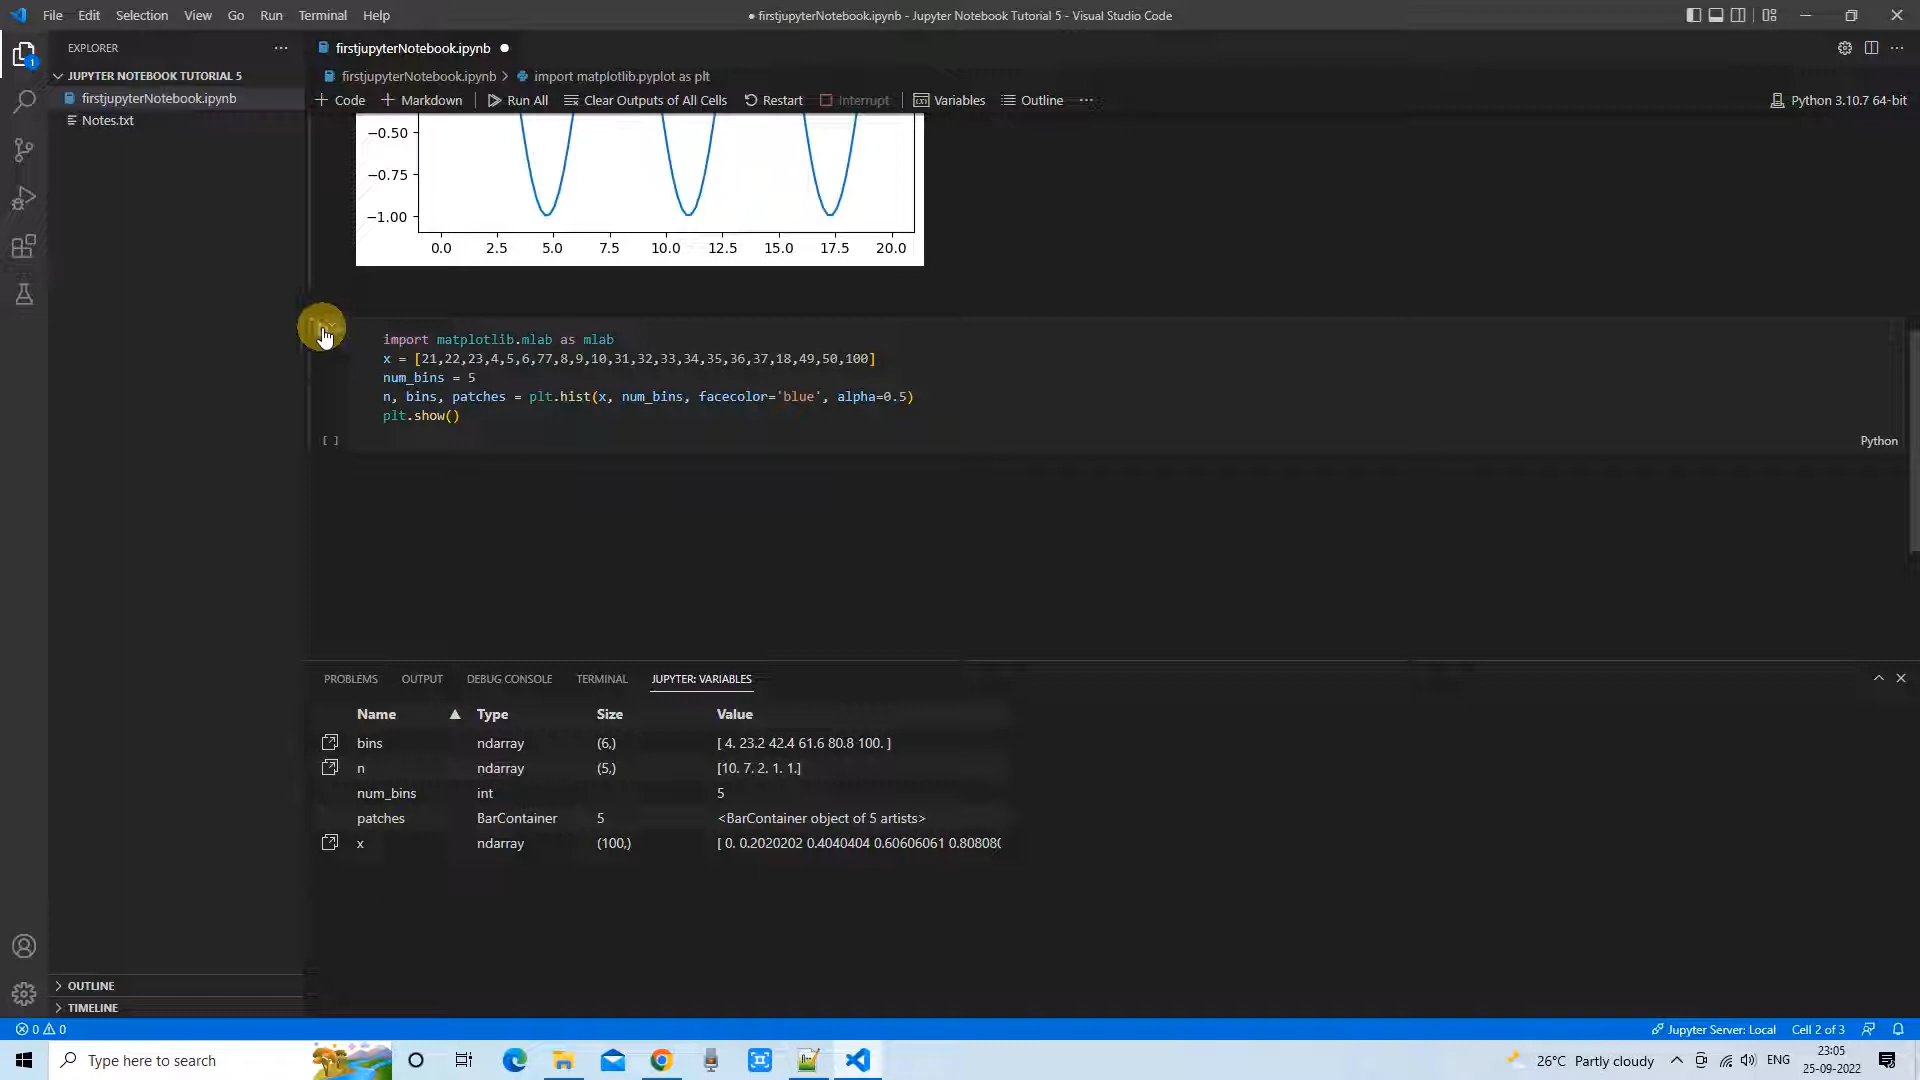 File Edit Selection View Go Run Terminal Help
● firstjupyterNotebook.ipynb - Jupyter Notebook Tutorial 5 - Visual Studio Code
EXPLORER
JUPYTER NOTEBOOK TUTORIAL 5
firstjupyterNotebook.ipynb
Notes.txt
OUTLINE
TIMELINE
1
firstjupyterNotebook.ipynb
firstjupyterNotebook.ipynb > import matplotlib.pyplot as plt
+ Code + Markdown Run All Clear Outputs of All Cells Restart Interrupt Variables Outline ... Python 3.10.7 64-bit
−0.50
−0.75
−1.00
0.0 2.5 5.0 7.5 10.0 12.5 15.0 17.5 20.0
import matplotlib.mlab as mlab
x = [21,22,23,4,5,6,77,8,9,10,31,32,33,34,35,36,37,18,49,50,100]
num_bins = 5
n, bins, patches = plt.hist(x, num_bins, facecolor='blue', alpha=0.5)
plt.show()
[ ] Python
PROBLEMS OUTPUT DEBUG CONSOLE TERMINAL JUPYTER: VARIABLES
Name Type Size Value
bins ndarray (6,) [ 4. 23.2 42.4 61.6 80.8 100. ]
n ndarray (5,) [10. 7. 2. 1. 1.]
num_bins int 5
patches BarContainer 5 <BarContainer object of 5 artists>
x ndarray (100,) [ 0. 0.2020202 0.4040404 0.60606061 0.808080
0 0 Jupyter Server: Local Cell 2 of 3
Type here to search
26°C Partly cloudy ENG
23:05
25-09-2022